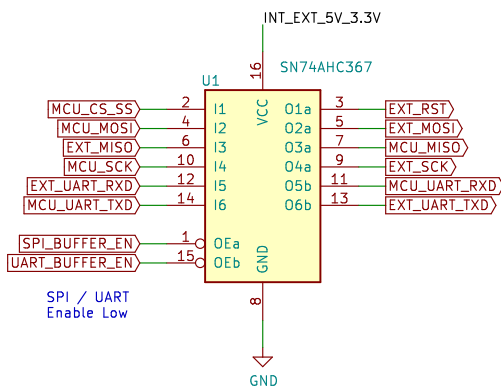 INT_EXT_5V_3.3V
U1
16
SN74AHC367
VCC
MCU_CS_SS 2 I1 O1a 3 EXT_RST
MCU_MOSI 4 I2 O2a 5 EXT_MOSI
EXT_MISO 6 I3 O3a 7 MCU_MISO
MCU_SCK 10 I4 O4a 9 EXT_SCK
EXT_UART_RXD 12 I5 O5b 11 MCU_UART_RXD
MCU_UART_TXD 14 I6 O6b 13 EXT_UART_TXD
SPI_BUFFER_EN 1 OEa
UART_BUFFER_EN 15 OEb
GND
8
SPI / UART
Enable Low
GND